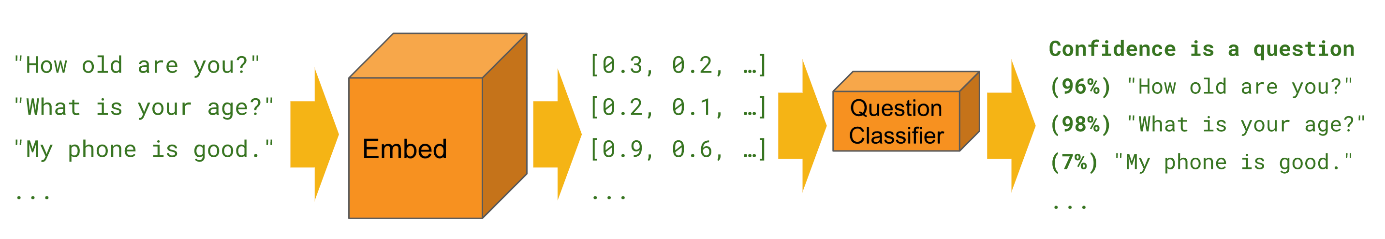 "How old are you?"
"What is your age?"
"My phone is good."
...
Embed
[0.3, 0.2, …]
[0.2, 0.1, …]
[0.9, 0.6, …]
...
Question
Classifier
Confidence is a question
(96%) "How old are you?"
(98%) "What is your age?"
(7%) "My phone is good."
...